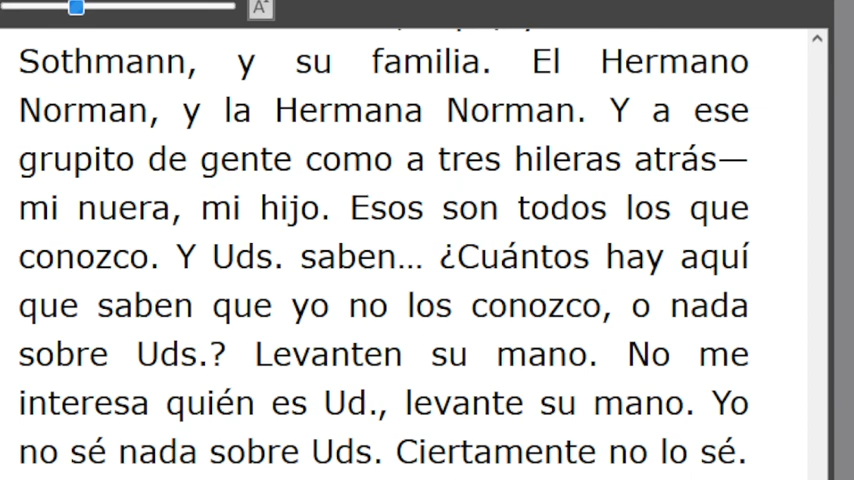 A
Sothmann, y su familia. El Hermano
Norman, y la Hermana Norman. Y a ese
grupito de gente como a tres hileras atrás—
mi nuera, mi hijo. Esos son todos los que
conozco. Y Uds. saben... ¿Cuántos hay aquí
que saben que yo no los conozco, o nada
sobre Uds.? Levanten su mano. No me
interesa quién es Ud., levante su mano. Yo
no sé nada sobre Uds. Ciertamente no lo sé.